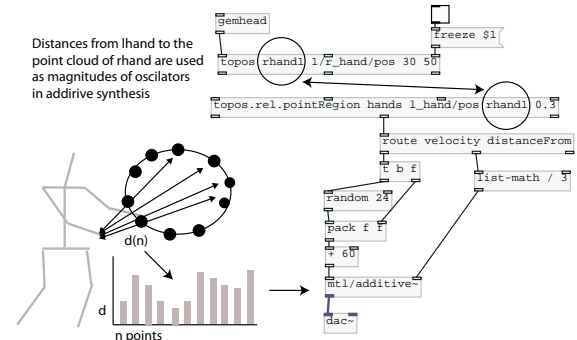 gemhead
freeze $1
Distances from lhand to the
point cloud of rhand are used
as magnitudes of oscilators
in addirive synthesis
topos rhand1 1/r_hand/pos 30 50
topos.rel.pointRegion hands l_hand/pos rhand1 0.3
route velocity distanceFrom
t b f
list-math / 3
random 24
pack f f
+ 60
mtl/additive~
dac~
d(n)
d
n points